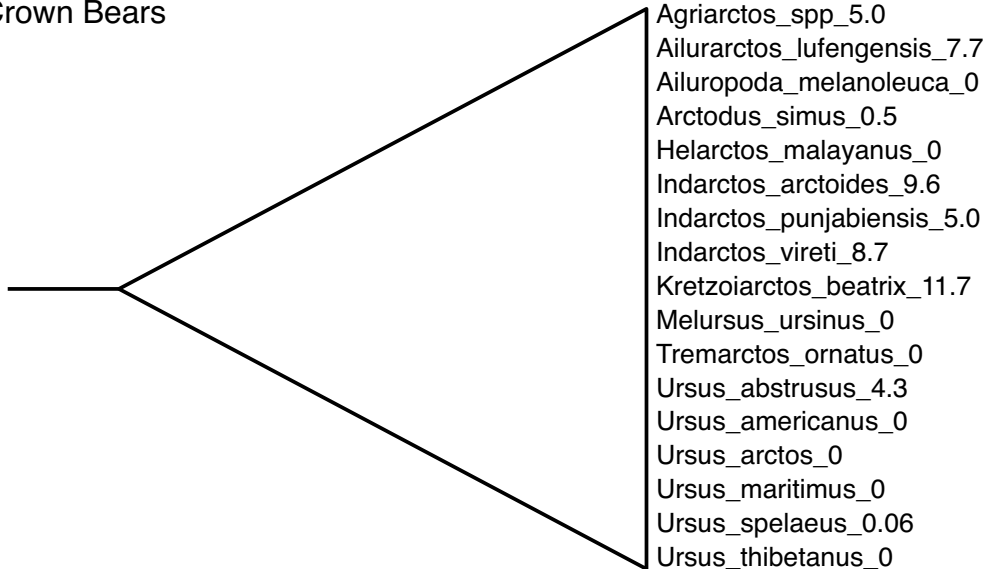 Crown Bears
Agriarctos_spp_5.0
Ailurarctos_lufengensis_7.7
Ailuropoda_melanoleuca_0
Arctodus_simus_0.5
Helarctos_malayanus_0
Indarctos_arctoides_9.6
Indarctos_punjabiensis_5.0
Indarctos_vireti_8.7
Kretzoiarctos_beatrix_11.7
Melursus_ursinus_0
Tremarctos_ornatus_0
Ursus_abstrusus_4.3
Ursus_americanus_0
Ursus_arctos_0
Ursus_maritimus_0
Ursus_spelaeus_0.06
Ursus_thibetanus_0